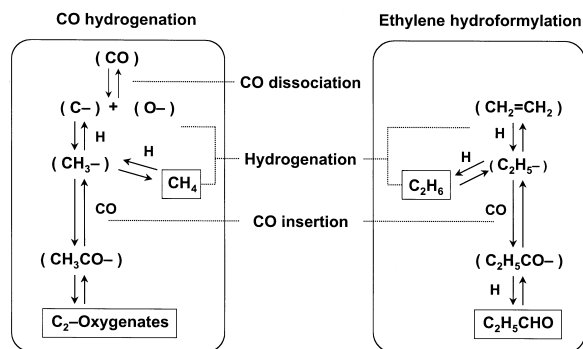 CO hydrogenation
Ethylene hydroformylation
( CO )
CO dissociation
( C– ) + ( O– )
( CH₂=CH₂ )
H
H
( CH₃– )
H
CH₄
Hydrogenation
H
C₂H₆
( C₂H₅– )
CO
CO insertion
CO
( CH₃CO– )
( C₂H₅CO– )
H
C₂–Oxygenates
C₂H₅CHO